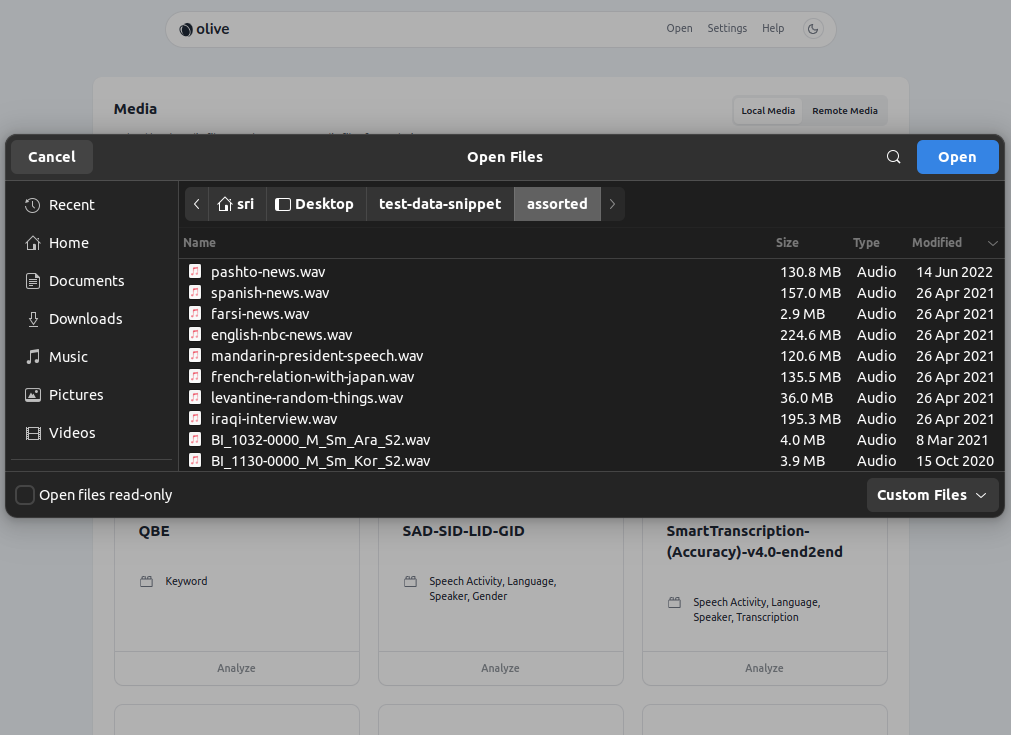 olive
Open Settings Help
Media
Local Media Remote Media
Cancel
Open Files
Open
Recent
Home
Documents
Downloads
Music
Pictures
Videos
sri Desktop test-data-snippet assorted
Name Size Type Modified
pashto-news.wav 130.8 MB Audio 14 Jun 2022
spanish-news.wav 157.0 MB Audio 26 Apr 2021
farsi-news.wav 2.9 MB Audio 26 Apr 2021
english-nbc-news.wav 224.6 MB Audio 26 Apr 2021
mandarin-president-speech.wav 120.6 MB Audio 26 Apr 2021
french-relation-with-japan.wav 135.5 MB Audio 26 Apr 2021
levantine-random-things.wav 36.0 MB Audio 26 Apr 2021
iraqi-interview.wav 195.3 MB Audio 26 Apr 2021
BI_1032-0000_M_Sm_Ara_S2.wav 4.0 MB Audio 8 Mar 2021
BI_1130-0000_M_Sm_Kor_S2.wav 3.9 MB Audio 15 Oct 2020
Open files read-only
Custom Files
QBE
Keyword
Analyze
SAD-SID-LID-GID
Speech Activity, Language,
Speaker, Gender
Analyze
SmartTranscription-
(Accuracy)-v4.0-end2end
Speech Activity, Language,
Speaker, Transcription
Analyze